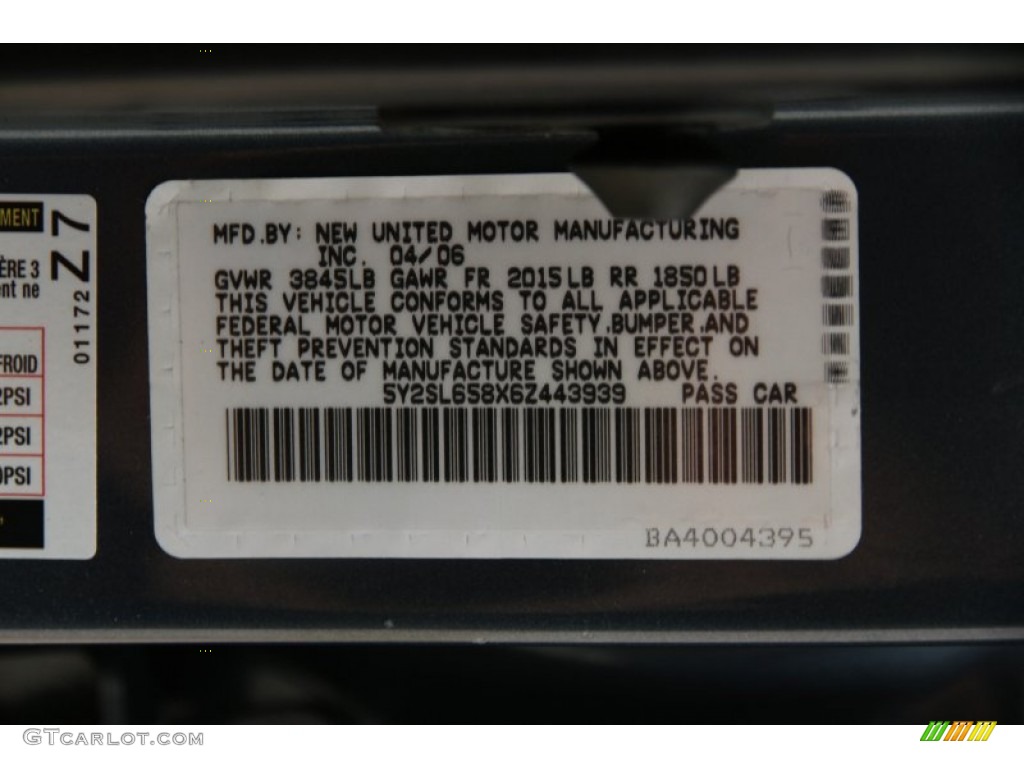 MFD.BY: NEW UNITED MOTOR MANUFACTURING
INC. 04/06
GVWR 3845LB GAWR FR 2015LB RR 1850LB
THIS VEHICLE CONFORMS TO ALL APPLICABLE
FEDERAL MOTOR VEHICLE SAFETY,BUMPER,AND
THEFT PREVENTION STANDARDS IN EFFECT ON
THE DATE OF MANUFACTURE SHOWN ABOVE.
5Y2SL658X6Z443939 PASS CAR
BA4004395
MENT
ÈRE 3
nt ne
Z 7
01172
FROID
2PSI
2PSI
0PSI
GTcarlot.com